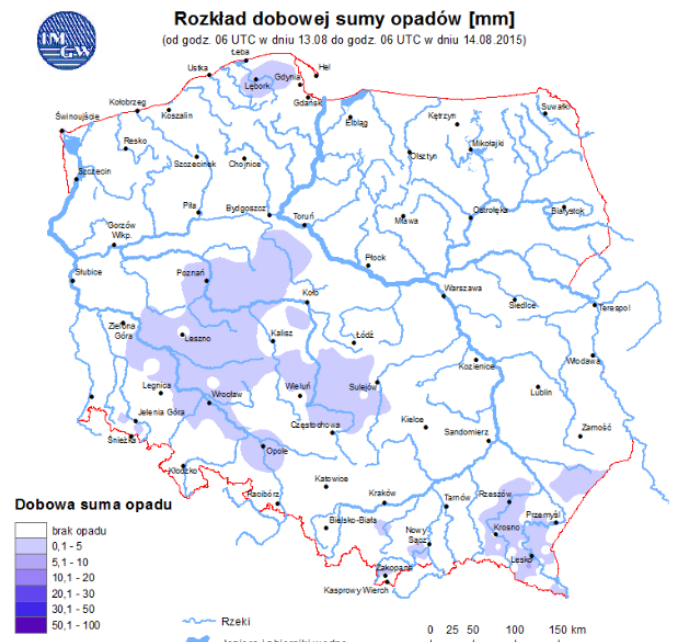 IM
GW
Rozkład dobowej sumy opadów [mm]
(od godz. 06 UTC w dniu 13.08 do godz. 06 UTC w dniu 14.08.2015)
Łeba
Hel
Ustka
Gdynia
Lębork
Gdańsk
Kołobrzeg
Koszalin
Świnoujście
Elbląg
Kętrzyn
Suwałki
Resko
Szczecinek
Chojnice
Olsztyn
Mikołajki
Szczecin
Piła
Bydgoszcz
Toruń
Mława
Ostrołęka
Białystok
Gorzów
Wlkp.
Płock
Słubice
Poznań
Koło
Warszawa
Siedlce
Terespol
Zielona
Góra
Leszno
Kalisz
Łódź
Kozienice
Włodawa
Legnica
Wrocław
Wieluń
Sulejów
Lublin
Jelenia Góra
Śnieżka
Częstochowa
Kielce
Sandomierz
Zamość
Opole
Kłodzko
Racibórz
Katowice
Kraków
Tarnów
Rzeszów
Przemyśl
Bielsko-Biała
Nowy
Sącz
Krosno
Lesko
Zakopane
Kasprowy Wierch
Dobowa suma opadu
brak opadu
0,1 - 5
5,1 - 10
10,1 - 20
20,1 - 30
30,1 - 50
50,1 - 100
Rzeki
0 25 50 100 150 km